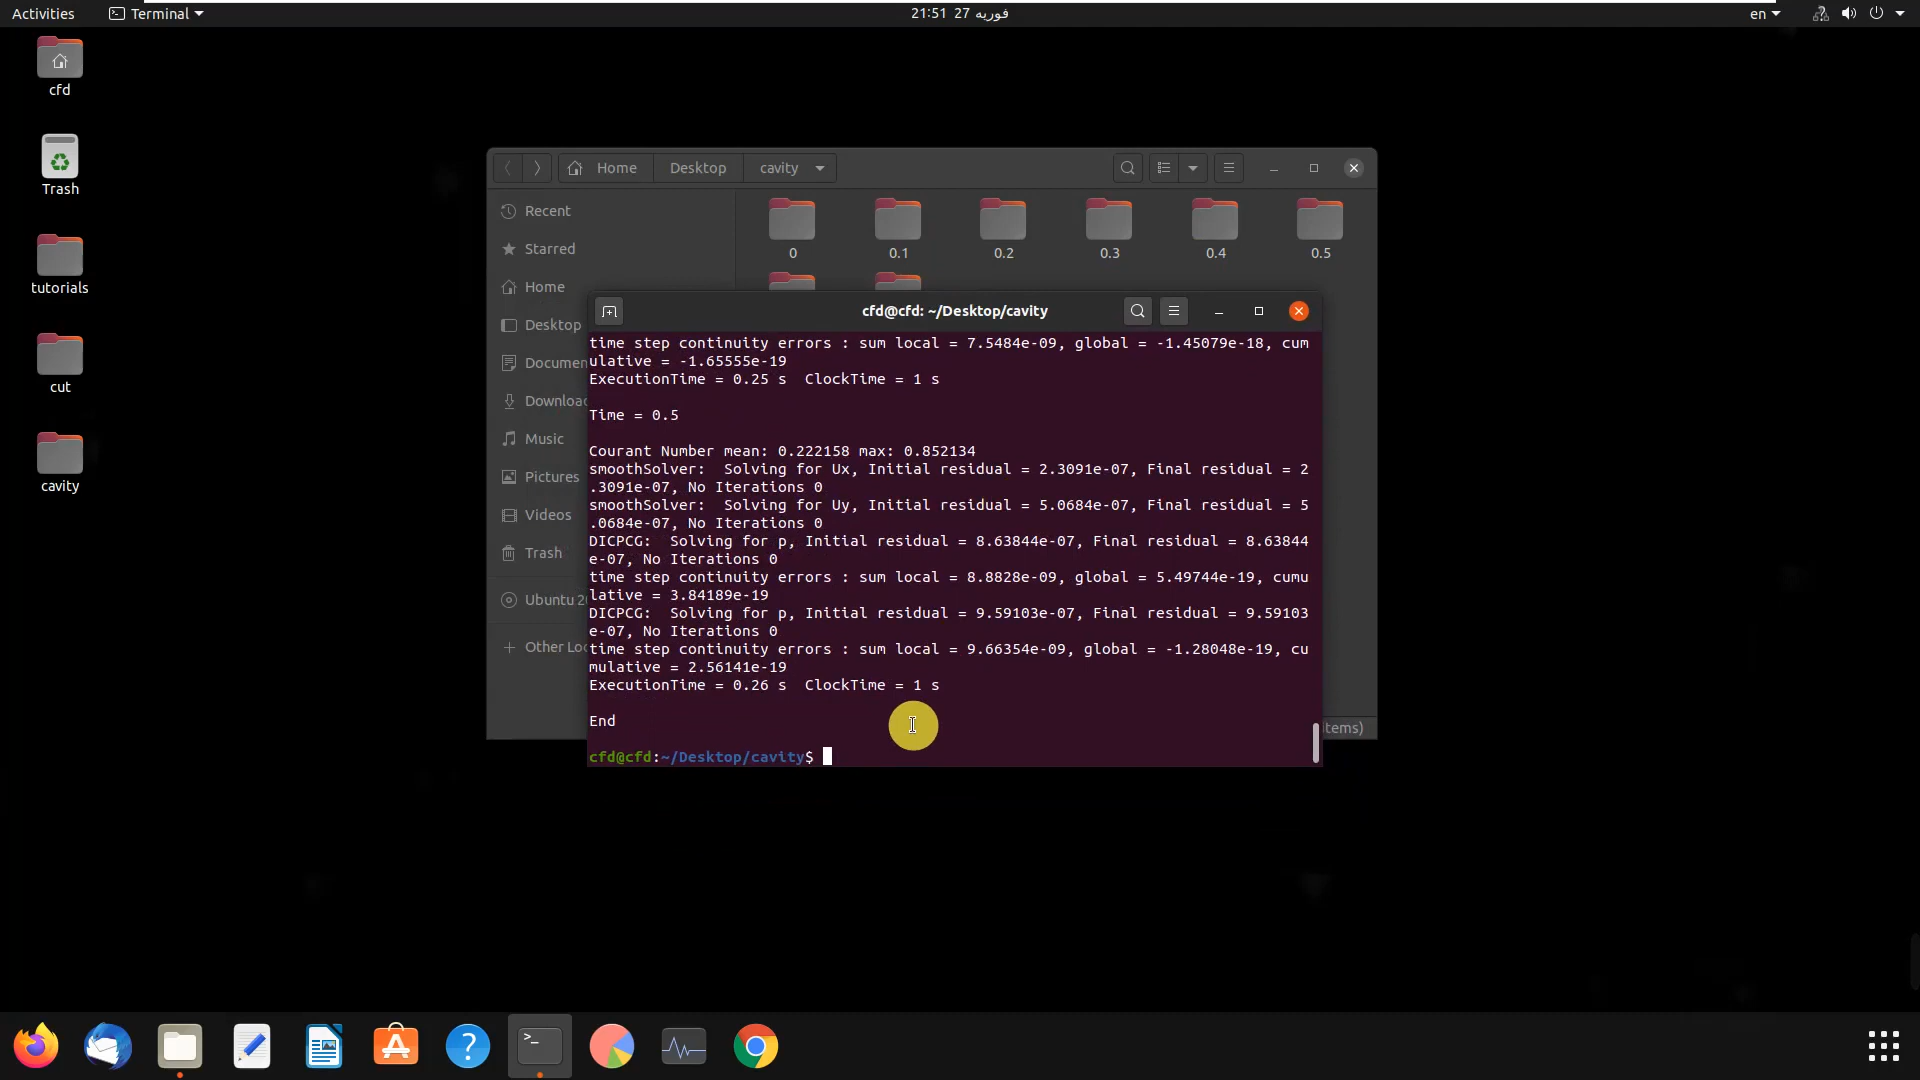 Activities
Terminal
21:51 27 فوریه
en
cfd
Trash
tutorials
cut
cavity
Home
Desktop
cavity
Recent
Starred
Home
Desktop
Documen
Downloac
Music
Pictures
Videos
Trash
Ubuntu 2
Other Loc
0
0.1
0.2
0.3
0.4
0.5
tems)
cfd@cfd: ~/Desktop/cavity
time step continuity errors : sum local = 7.5484e-09, global = -1.45079e-18, cum
ulative = -1.65555e-19
ExecutionTime = 0.25 s  ClockTime = 1 s
Time = 0.5
Courant Number mean: 0.222158 max: 0.852134
smoothSolver:  Solving for Ux, Initial residual = 2.3091e-07, Final residual = 2
.3091e-07, No Iterations 0
smoothSolver:  Solving for Uy, Initial residual = 5.0684e-07, Final residual = 5
.0684e-07, No Iterations 0
DICPCG:  Solving for p, Initial residual = 8.63844e-07, Final residual = 8.63844
e-07, No Iterations 0
time step continuity errors : sum local = 8.8828e-09, global = 5.49744e-19, cumu
lative = 3.84189e-19
DICPCG:  Solving for p, Initial residual = 9.59103e-07, Final residual = 9.59103
e-07, No Iterations 0
time step continuity errors : sum local = 9.66354e-09, global = -1.28048e-19, cu
mulative = 2.56141e-19
ExecutionTime = 0.26 s  ClockTime = 1 s
End
cfd@cfd:~/Desktop/cavity$